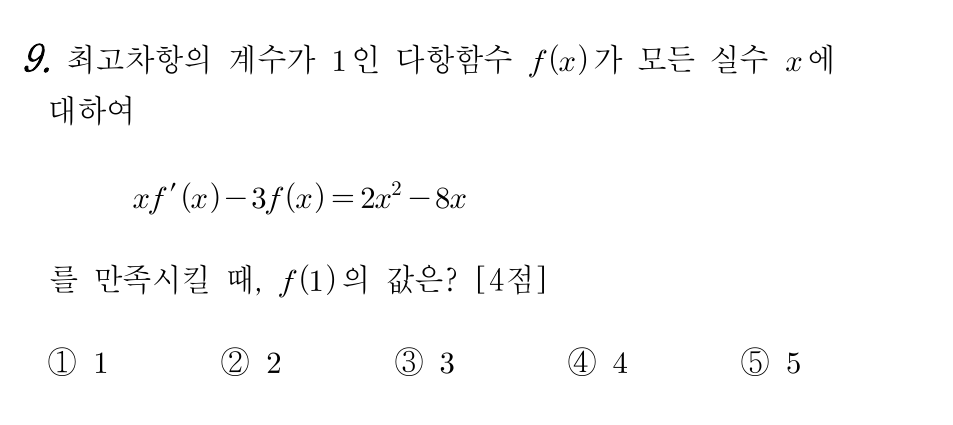 9. 최고차항의 계수가 1인 다항함수 f(x)가 모든 실수 x에
대하여
xf′(x)−3f(x)=2x²−8x
를 만족시킬 때, f(1)의 값은? [4점]
① 1 ② 2 ③ 3 ④ 4 ⑤ 5